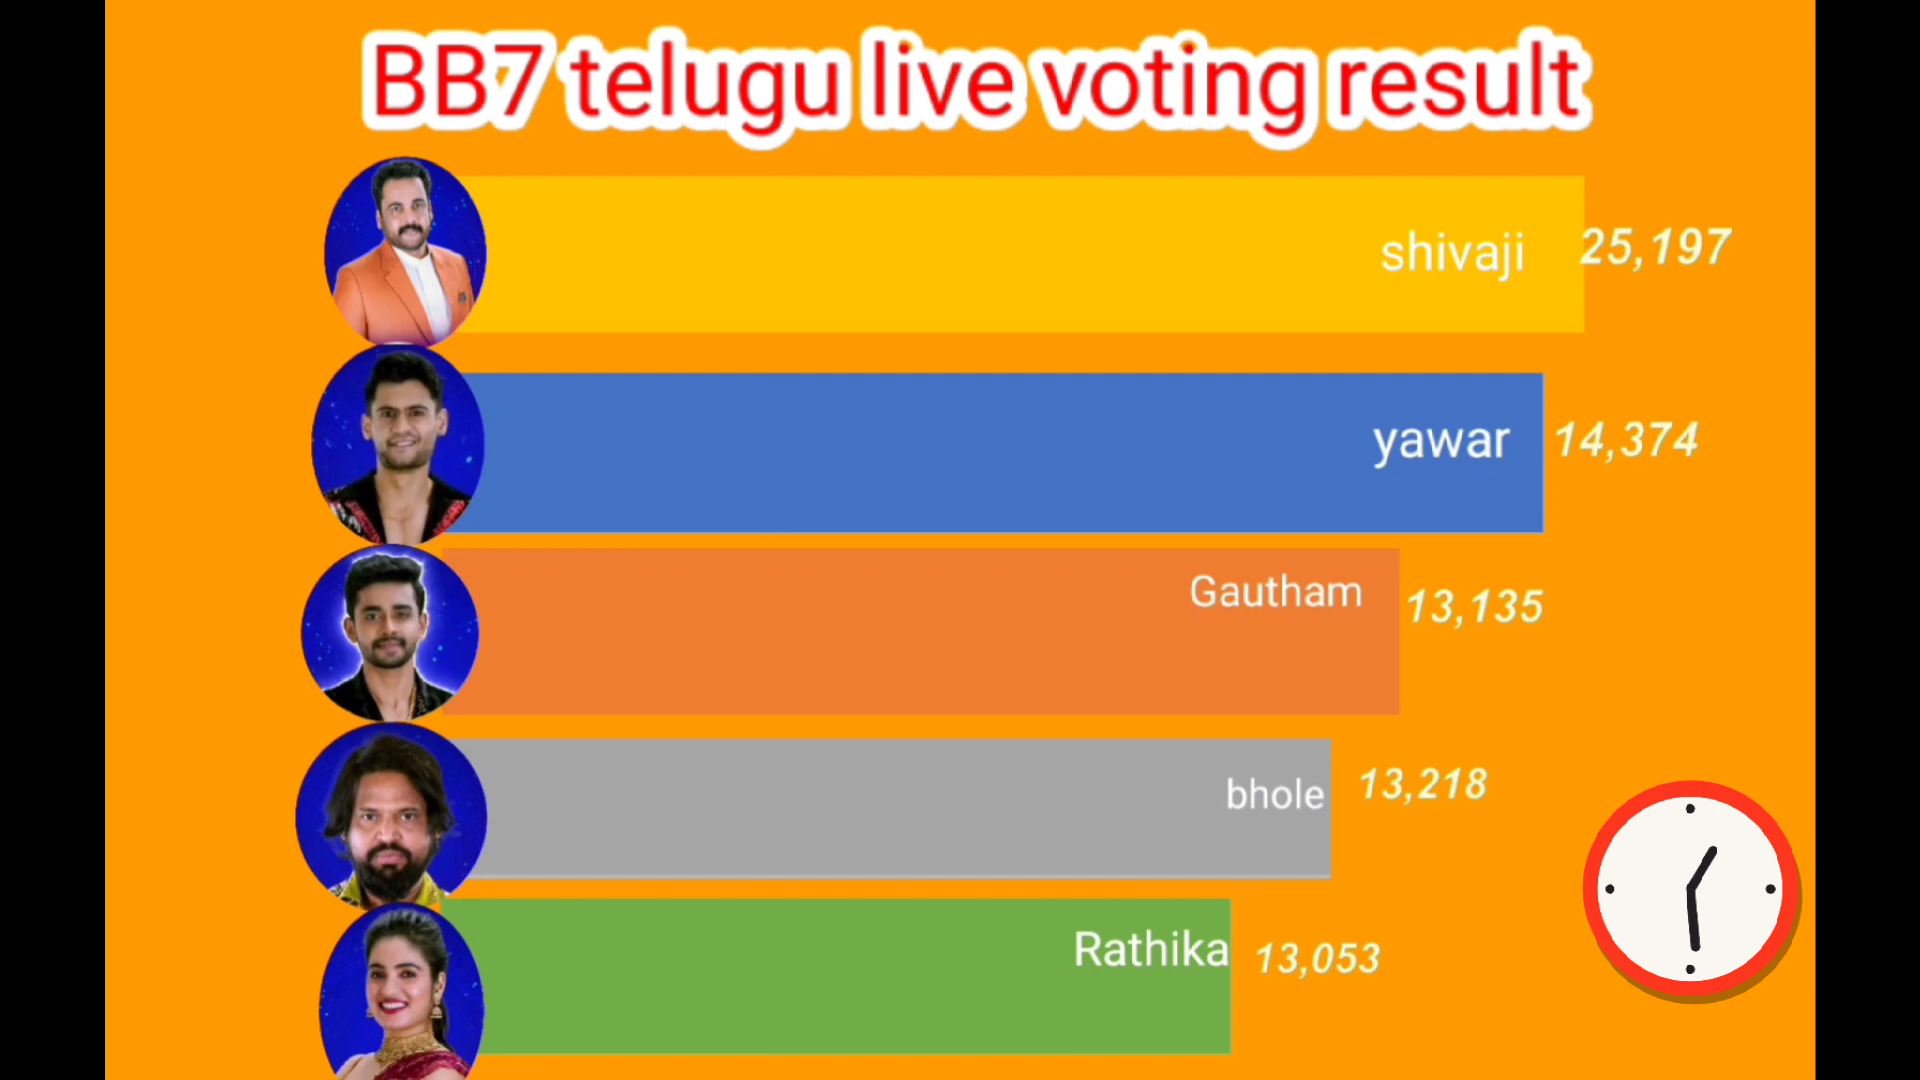 BB7 telugu live voting result
shivaji 25,197
yawar 14,374
Gautham 13,135
bhole 13,218
Rathika 13,053